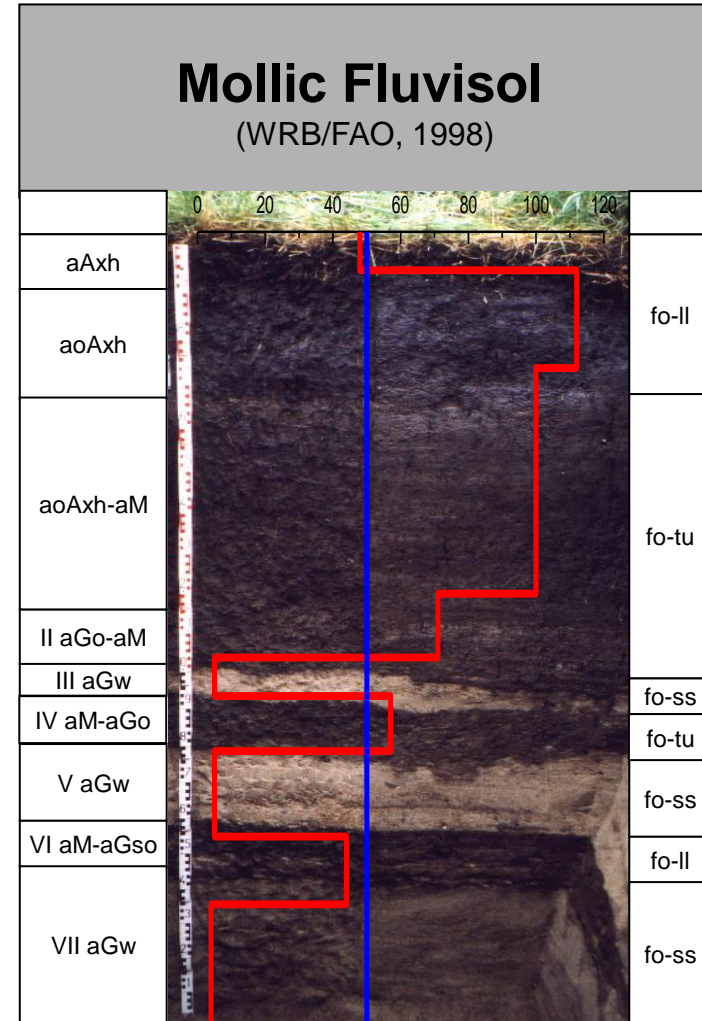 Mollic Fluvisol
(WRB/FAO, 1998)
0 20 40 60 80 100 120
aAxh
aoAxh
aoAxh-aM
II aGo-aM
III aGw
IV aM-aGo
V aGw
VI aM-aGso
VII aGw
fo-ll
fo-tu
fo-ss
fo-tu
fo-ss
fo-ll
fo-ss